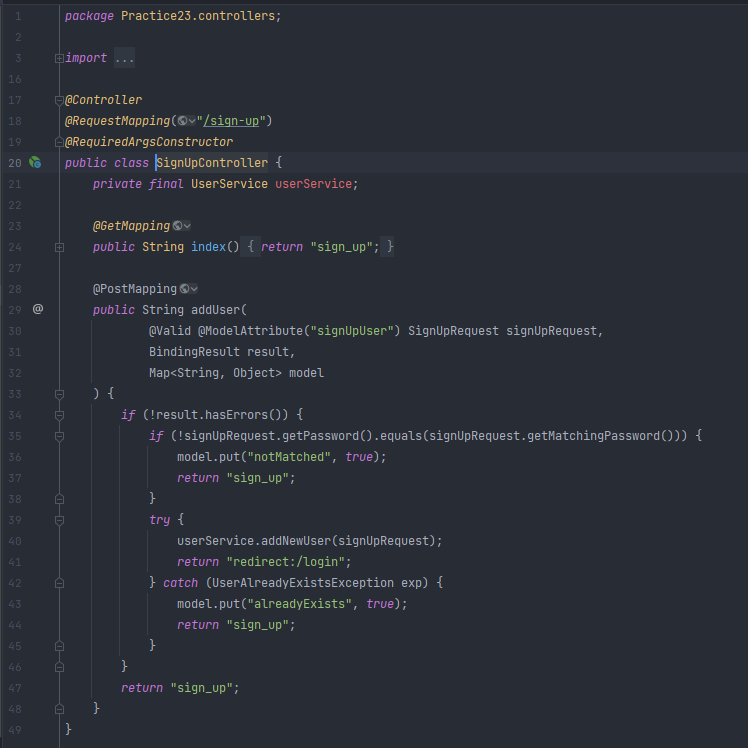 1 package Practice23.controllers;
2
3 import ...
16
17 @Controller
18 @RequestMapping("/sign-up")
19 @RequiredArgsConstructor
20 public class SignUpController {
21 private final UserService userService;
22
23 @GetMapping
24 public String index() { return "sign_up"; }
27
28 @PostMapping
29 @ public String addUser(
30 @Valid @ModelAttribute("signUpUser") SignUpRequest signUpRequest,
31 BindingResult result,
32 Map<String, Object> model
33 ) {
34 if (!result.hasErrors()) {
35 if (!signUpRequest.getPassword().equals(signUpRequest.getMatchingPassword())) {
36 model.put("notMatched", true);
37 return "sign_up";
38 }
39 try {
40 userService.addNewUser(signUpRequest);
41 return "redirect:/login";
42 } catch (UserAlreadyExistsException exp) {
43 model.put("alreadyExists", true);
44 return "sign_up";
45 }
46 }
47 return "sign_up";
48 }
49 }